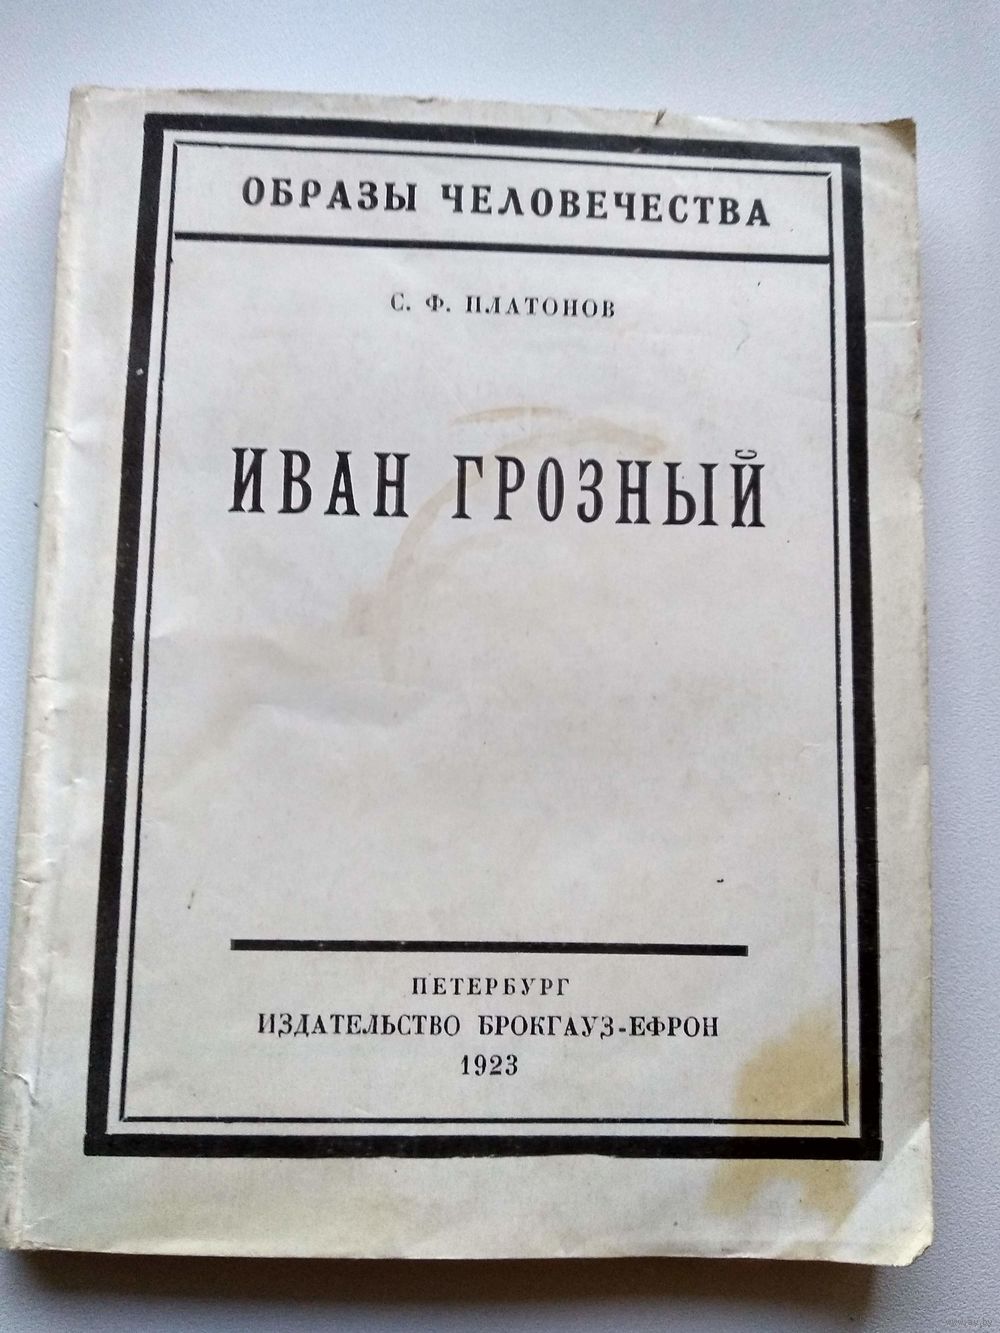 ОБРАЗЫ ЧЕЛОВЕЧЕСТВА
С. Ф. ПЛАТОНОВ
ИВАН ГРОЗНЫЙ
ПЕТЕРБУРГ
ИЗДАТЕЛЬСТВО БРОКГАУЗ-ЕФРОН
1923